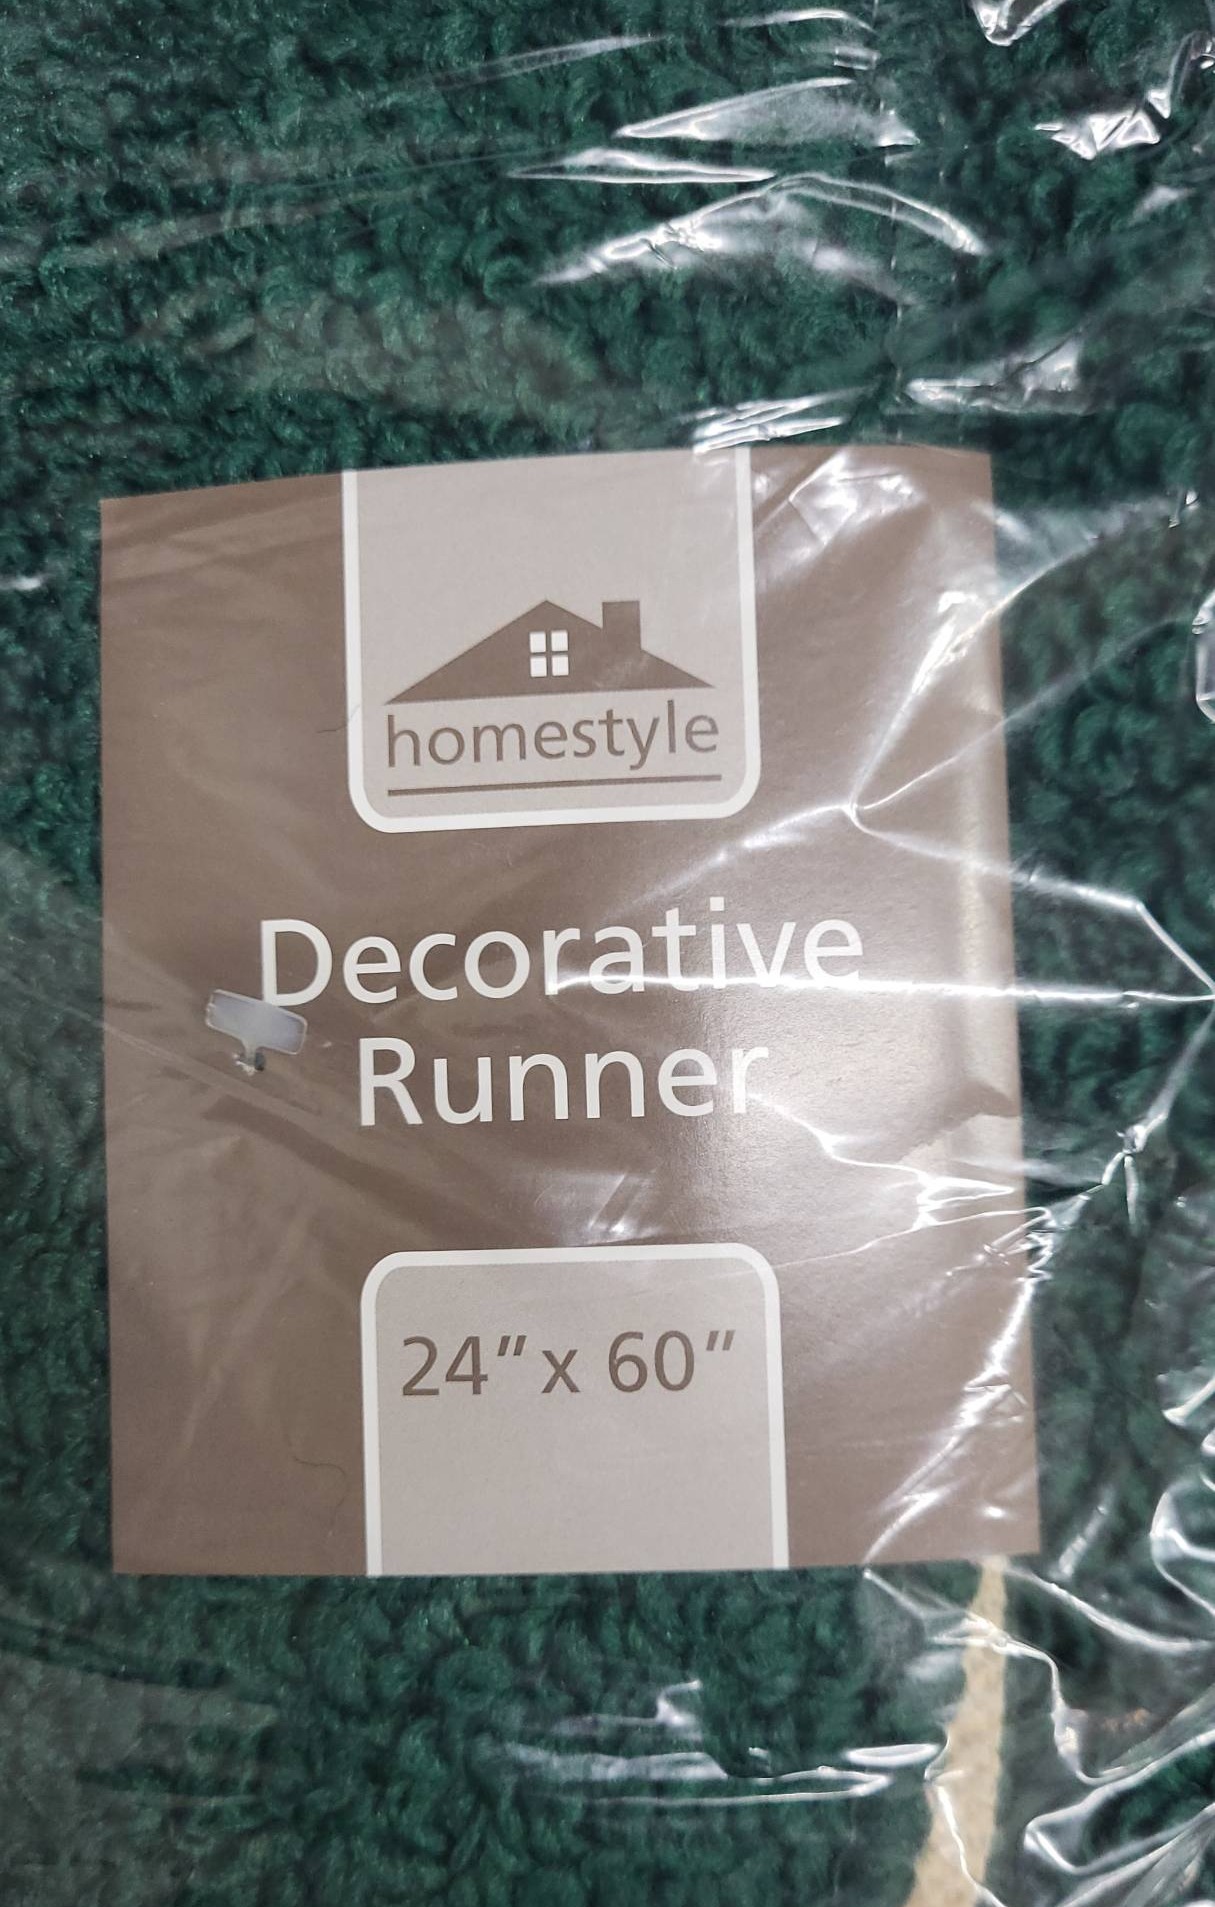 homestyle
Decorative
Runner
24" x 60"